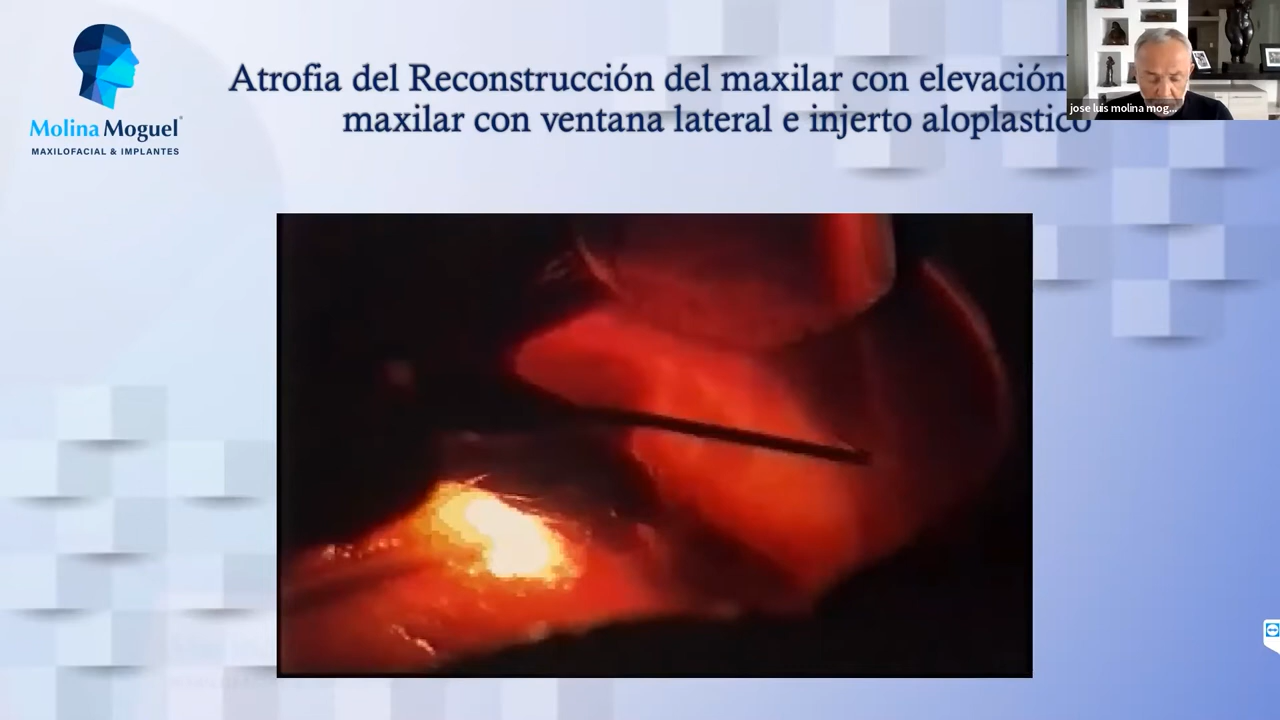 Molina Moguel
MAXILOFACIAL & IMPLANTES
Atrofia del Reconstrucción del maxilar con elevación
maxilar con ventana lateral e injerto aloplastico
jose luis molina mog...